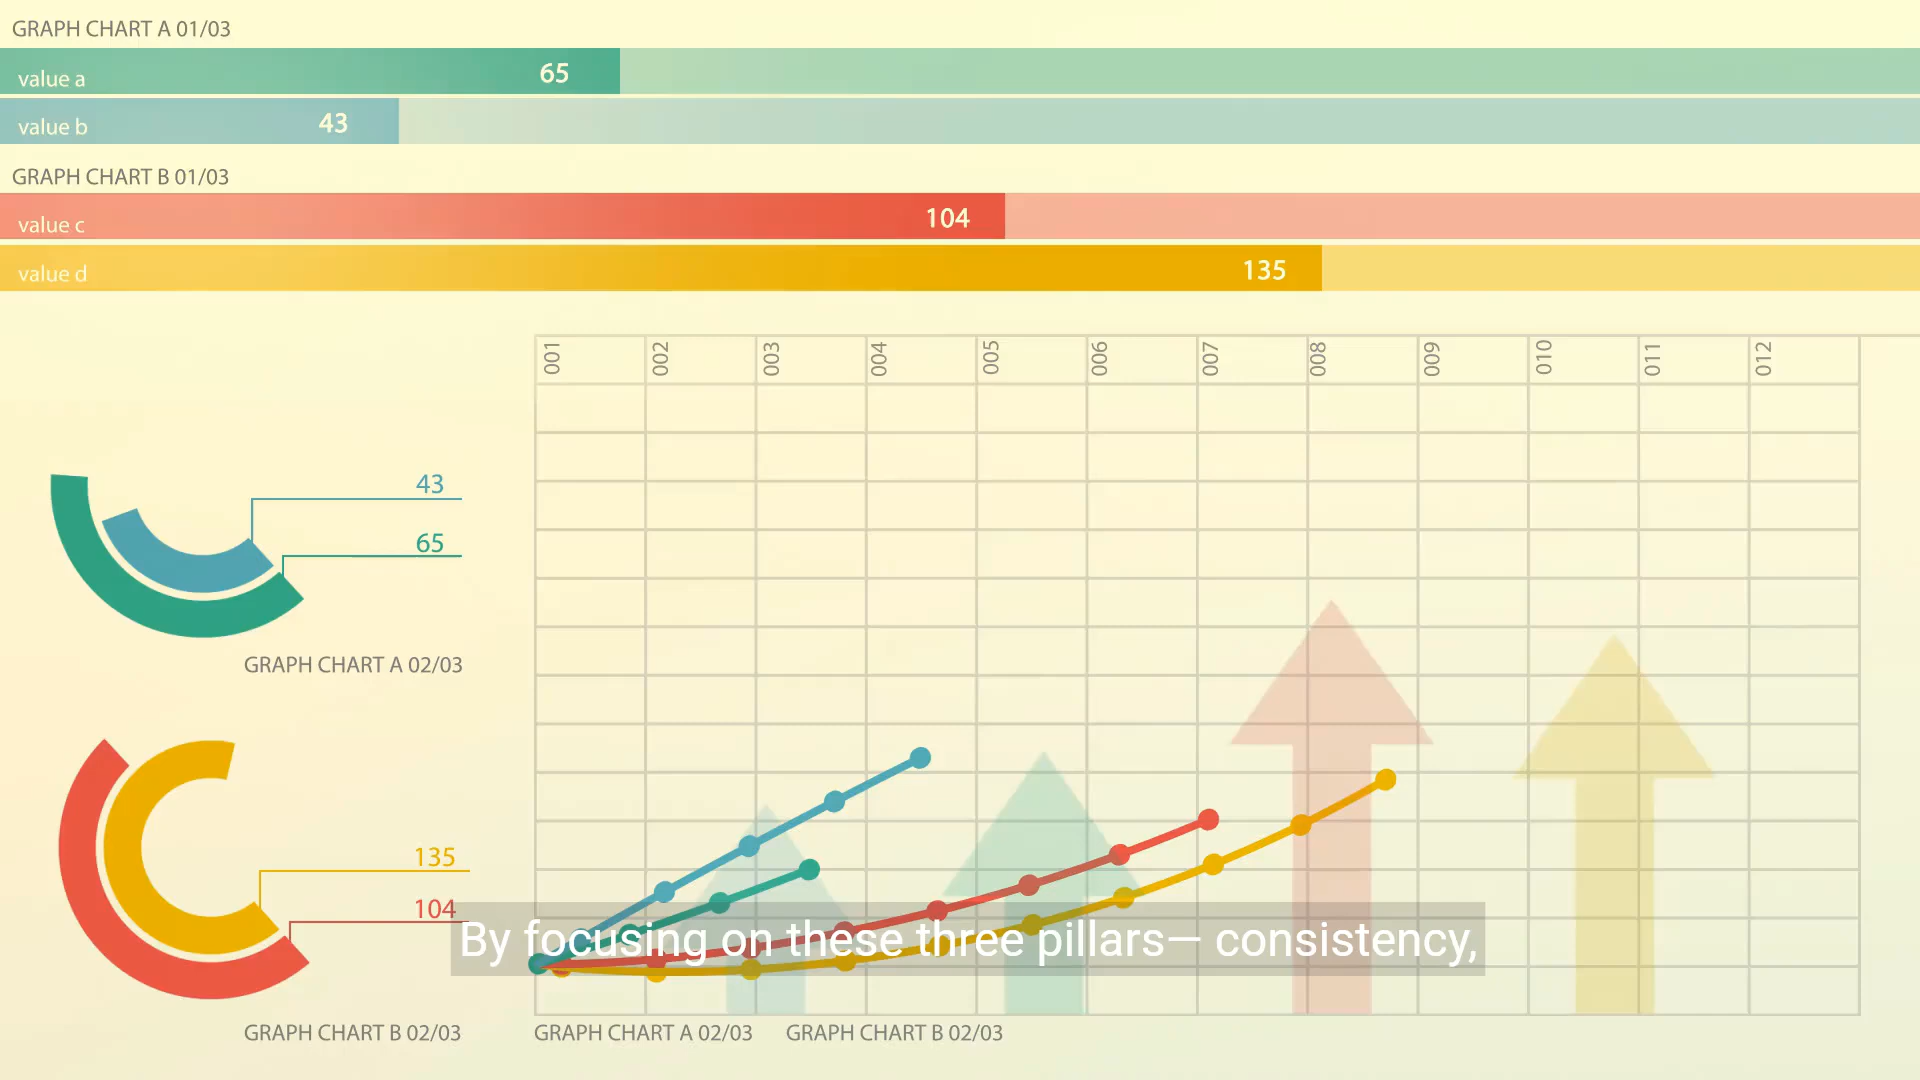 GRAPH CHART A 01/03
value a 65
value b 43
GRAPH CHART B 01/03
value c 104
value d 135
001 002 003 004 005 006 007 008 009 010 011 012
43
65
GRAPH CHART A 02/03
135
104
By focusing on these three pillars— consistency,
GRAPH CHART B 02/03
GRAPH CHART A 02/03 GRAPH CHART B 02/03